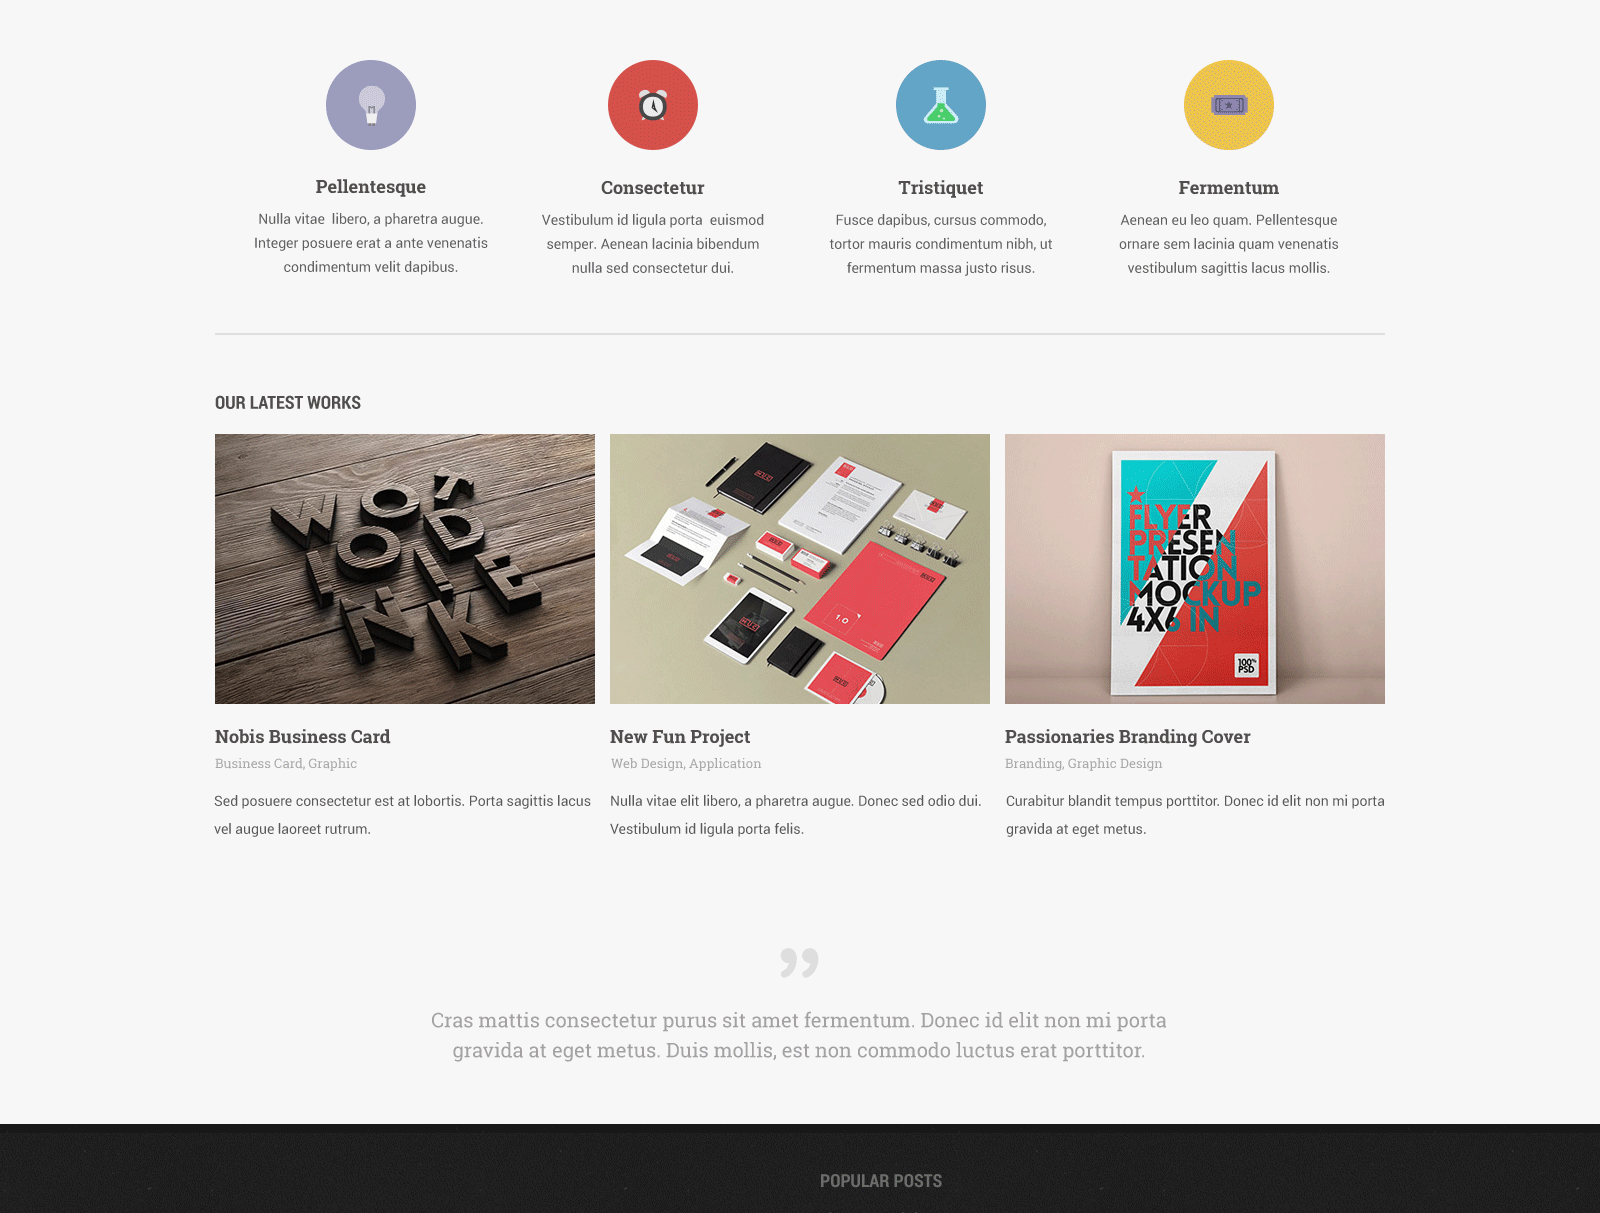 Pellentesque
Nulla vitae  libero, a pharetra augue.
Integer posuere erat a ante venenatis
condimentum velit dapibus.
Consectetur
Vestibulum id ligula porta  euismod
semper. Aenean lacinia bibendum
nulla sed consectetur dui.
Tristiquet
Fusce dapibus, cursus commodo,
tortor mauris condimentum nibh, ut
fermentum massa justo risus.
Fermentum
Aenean eu leo quam. Pellentesque
ornare sem lacinia quam venenatis
vestibulum sagittis lacus mollis.
OUR LATEST WORKS
FLYER
PRESEN
TATION
MOCKUP
4X6 IN
100%
PSD
Nobis Business Card
Business Card, Graphic
Sed posuere consectetur est at lobortis. Porta sagittis lacus
vel augue laoreet rutrum.
New Fun Project
Web Design, Application
Nulla vitae elit libero, a pharetra augue. Donec sed odio dui.
Vestibulum id ligula porta felis.
Passionaries Branding Cover
Branding, Graphic Design
Curabitur blandit tempus porttitor. Donec id elit non mi porta
gravida at eget metus.
”
Cras mattis consectetur purus sit amet fermentum. Donec id elit non mi porta
gravida at eget metus. Duis mollis, est non commodo luctus erat porttitor.
POPULAR POSTS